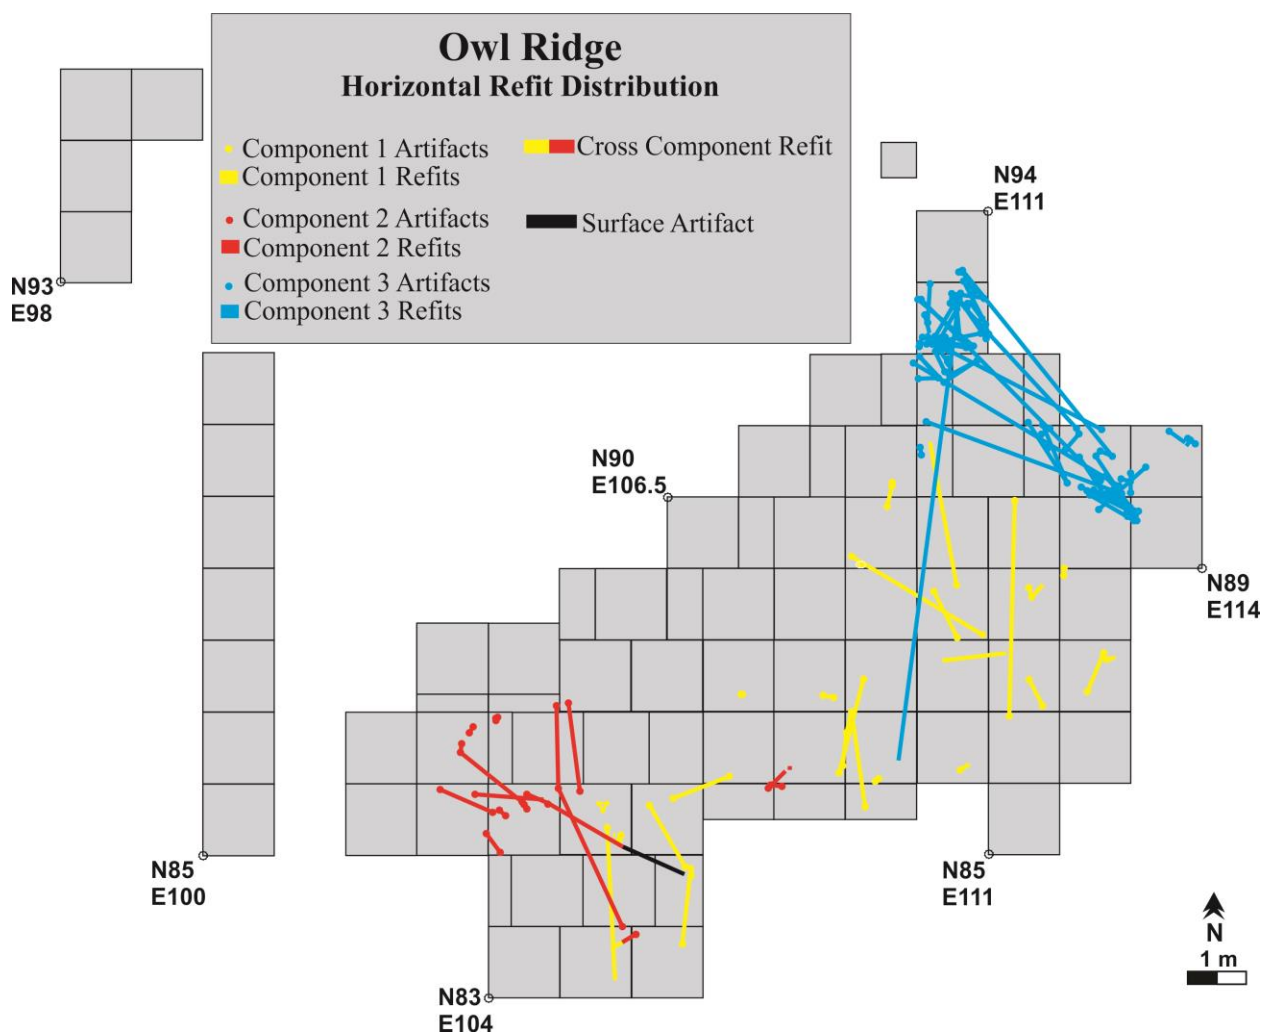 Owl Ridge
Horizontal Refit Distribution
Component 1 Artifacts
Component 1 Refits
Component 2 Artifacts
Component 2 Refits
Component 3 Artifacts
Component 3 Refits
Cross Component Refit
Surface Artifact
N94
E111
N93
E98
N90
E106.5
N89
E114
N85
E100
N85
E111
N
1 m
N83
E104